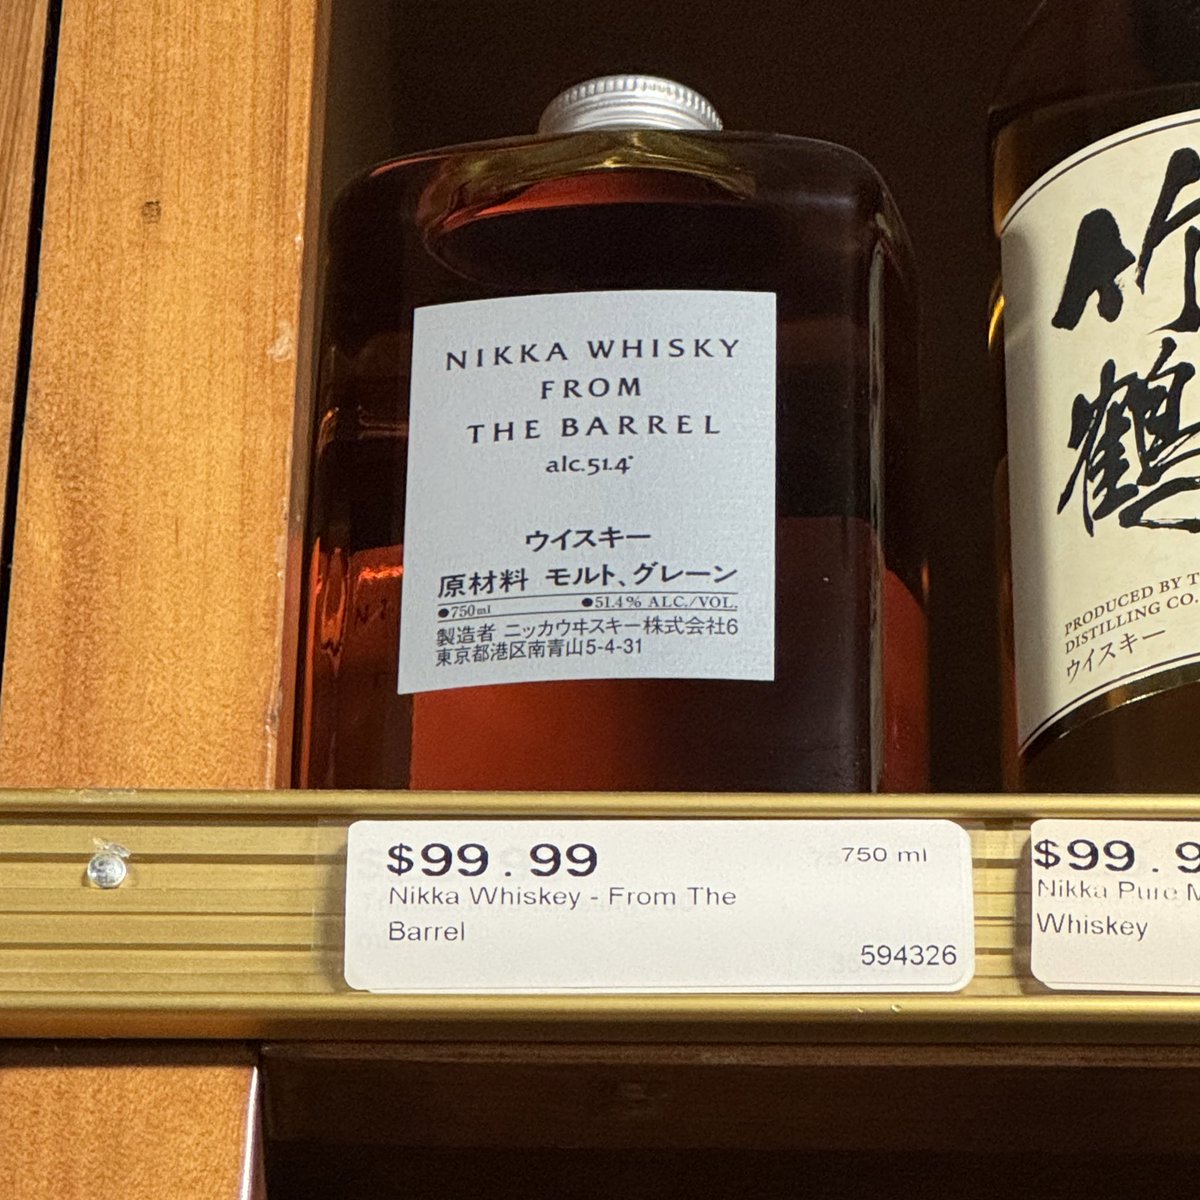 NIKKA WHISKY
FROM
THE BARREL
alc.51.4°
ウイスキー
原材料 モルト、グレーン
●750ml ●51.4% ALC./VOL.
製造者 ニッカウヰスキー株式会社6
東京都港区南青山5-4-31
竹
鶴
PRODUCED BY
DISTILLING CO.
ウイスキー
$99.99 750 ml
Nikka Whiskey - From The
Barrel
594326
$99.9
Nikka Pure
Whiskey